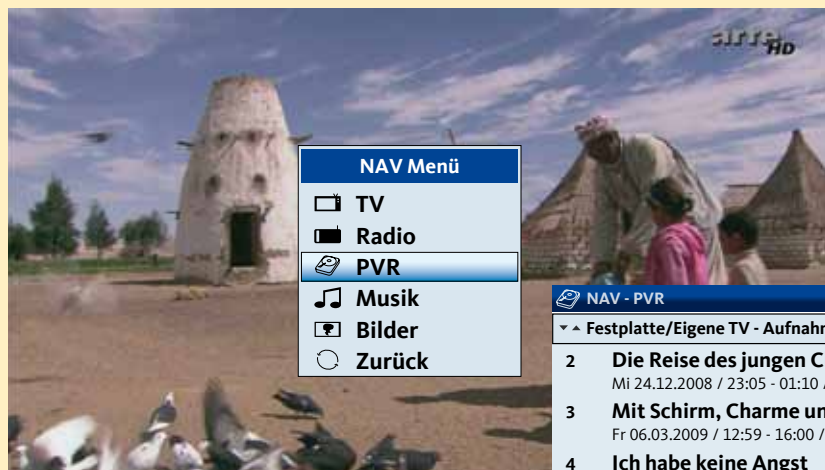 arte HD
NAV Menü
TV
Radio
PVR
Musik
Bilder
Zurück
NAV - PVR
Festplatte/Eigene TV - Aufnahm
2 Die Reise des jungen C
Mi 24.12.2008 / 23:05 - 01:10 /
3 Mit Schirm, Charme un
Fr 06.03.2009 / 12:59 - 16:00 /
4 Ich habe keine Angst